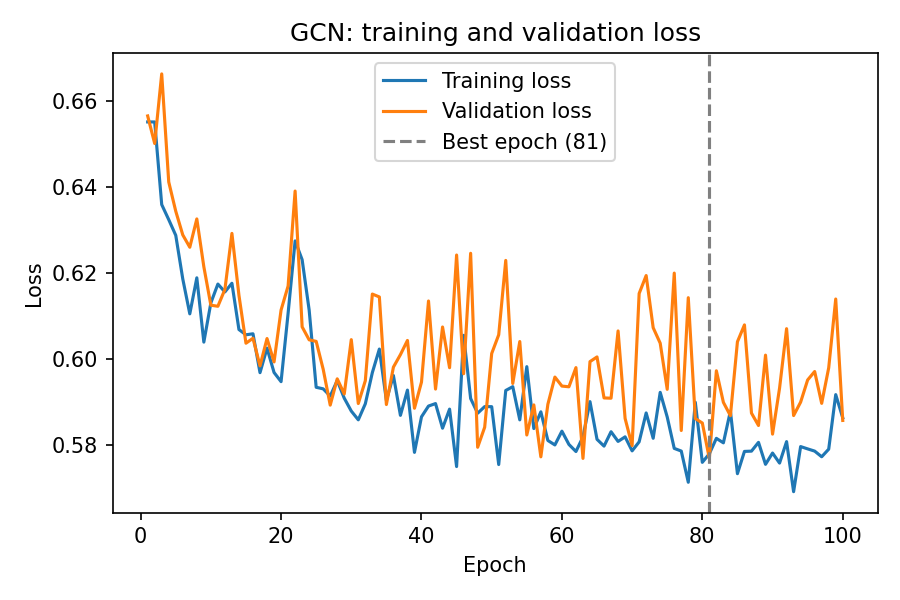 GCN: training and validation loss
Training loss
Validation loss
Best epoch (81)
0.66
0.64
0.62
0.60
0.58
Loss
0 20 40 60 80 100
Epoch